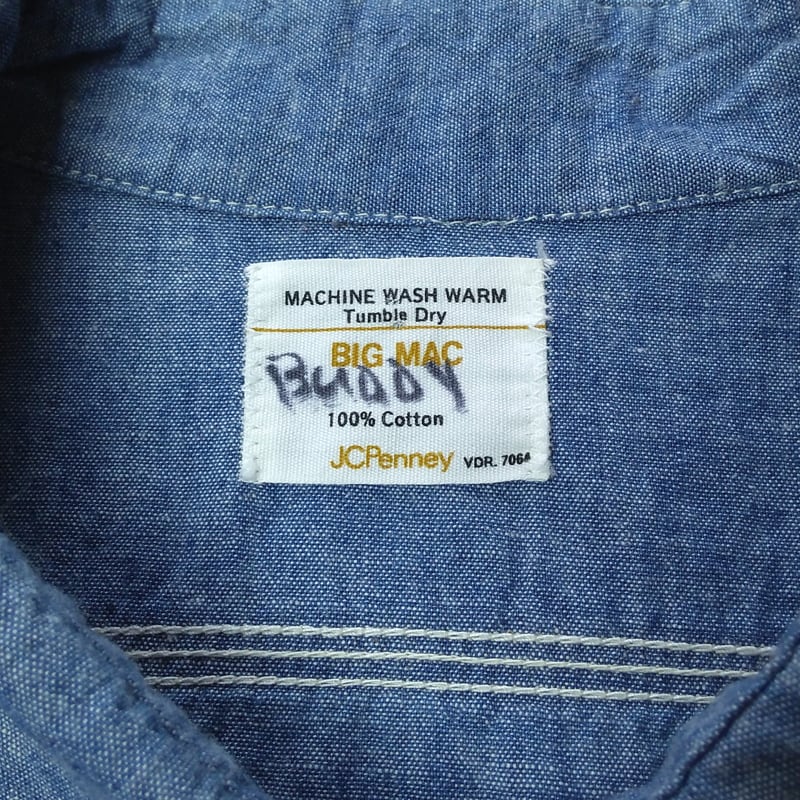 MACHINE WASH WARM
Tumble Dry
BIG MAC
BUDDY
100% Cotton
JCPenney VDR. 7064